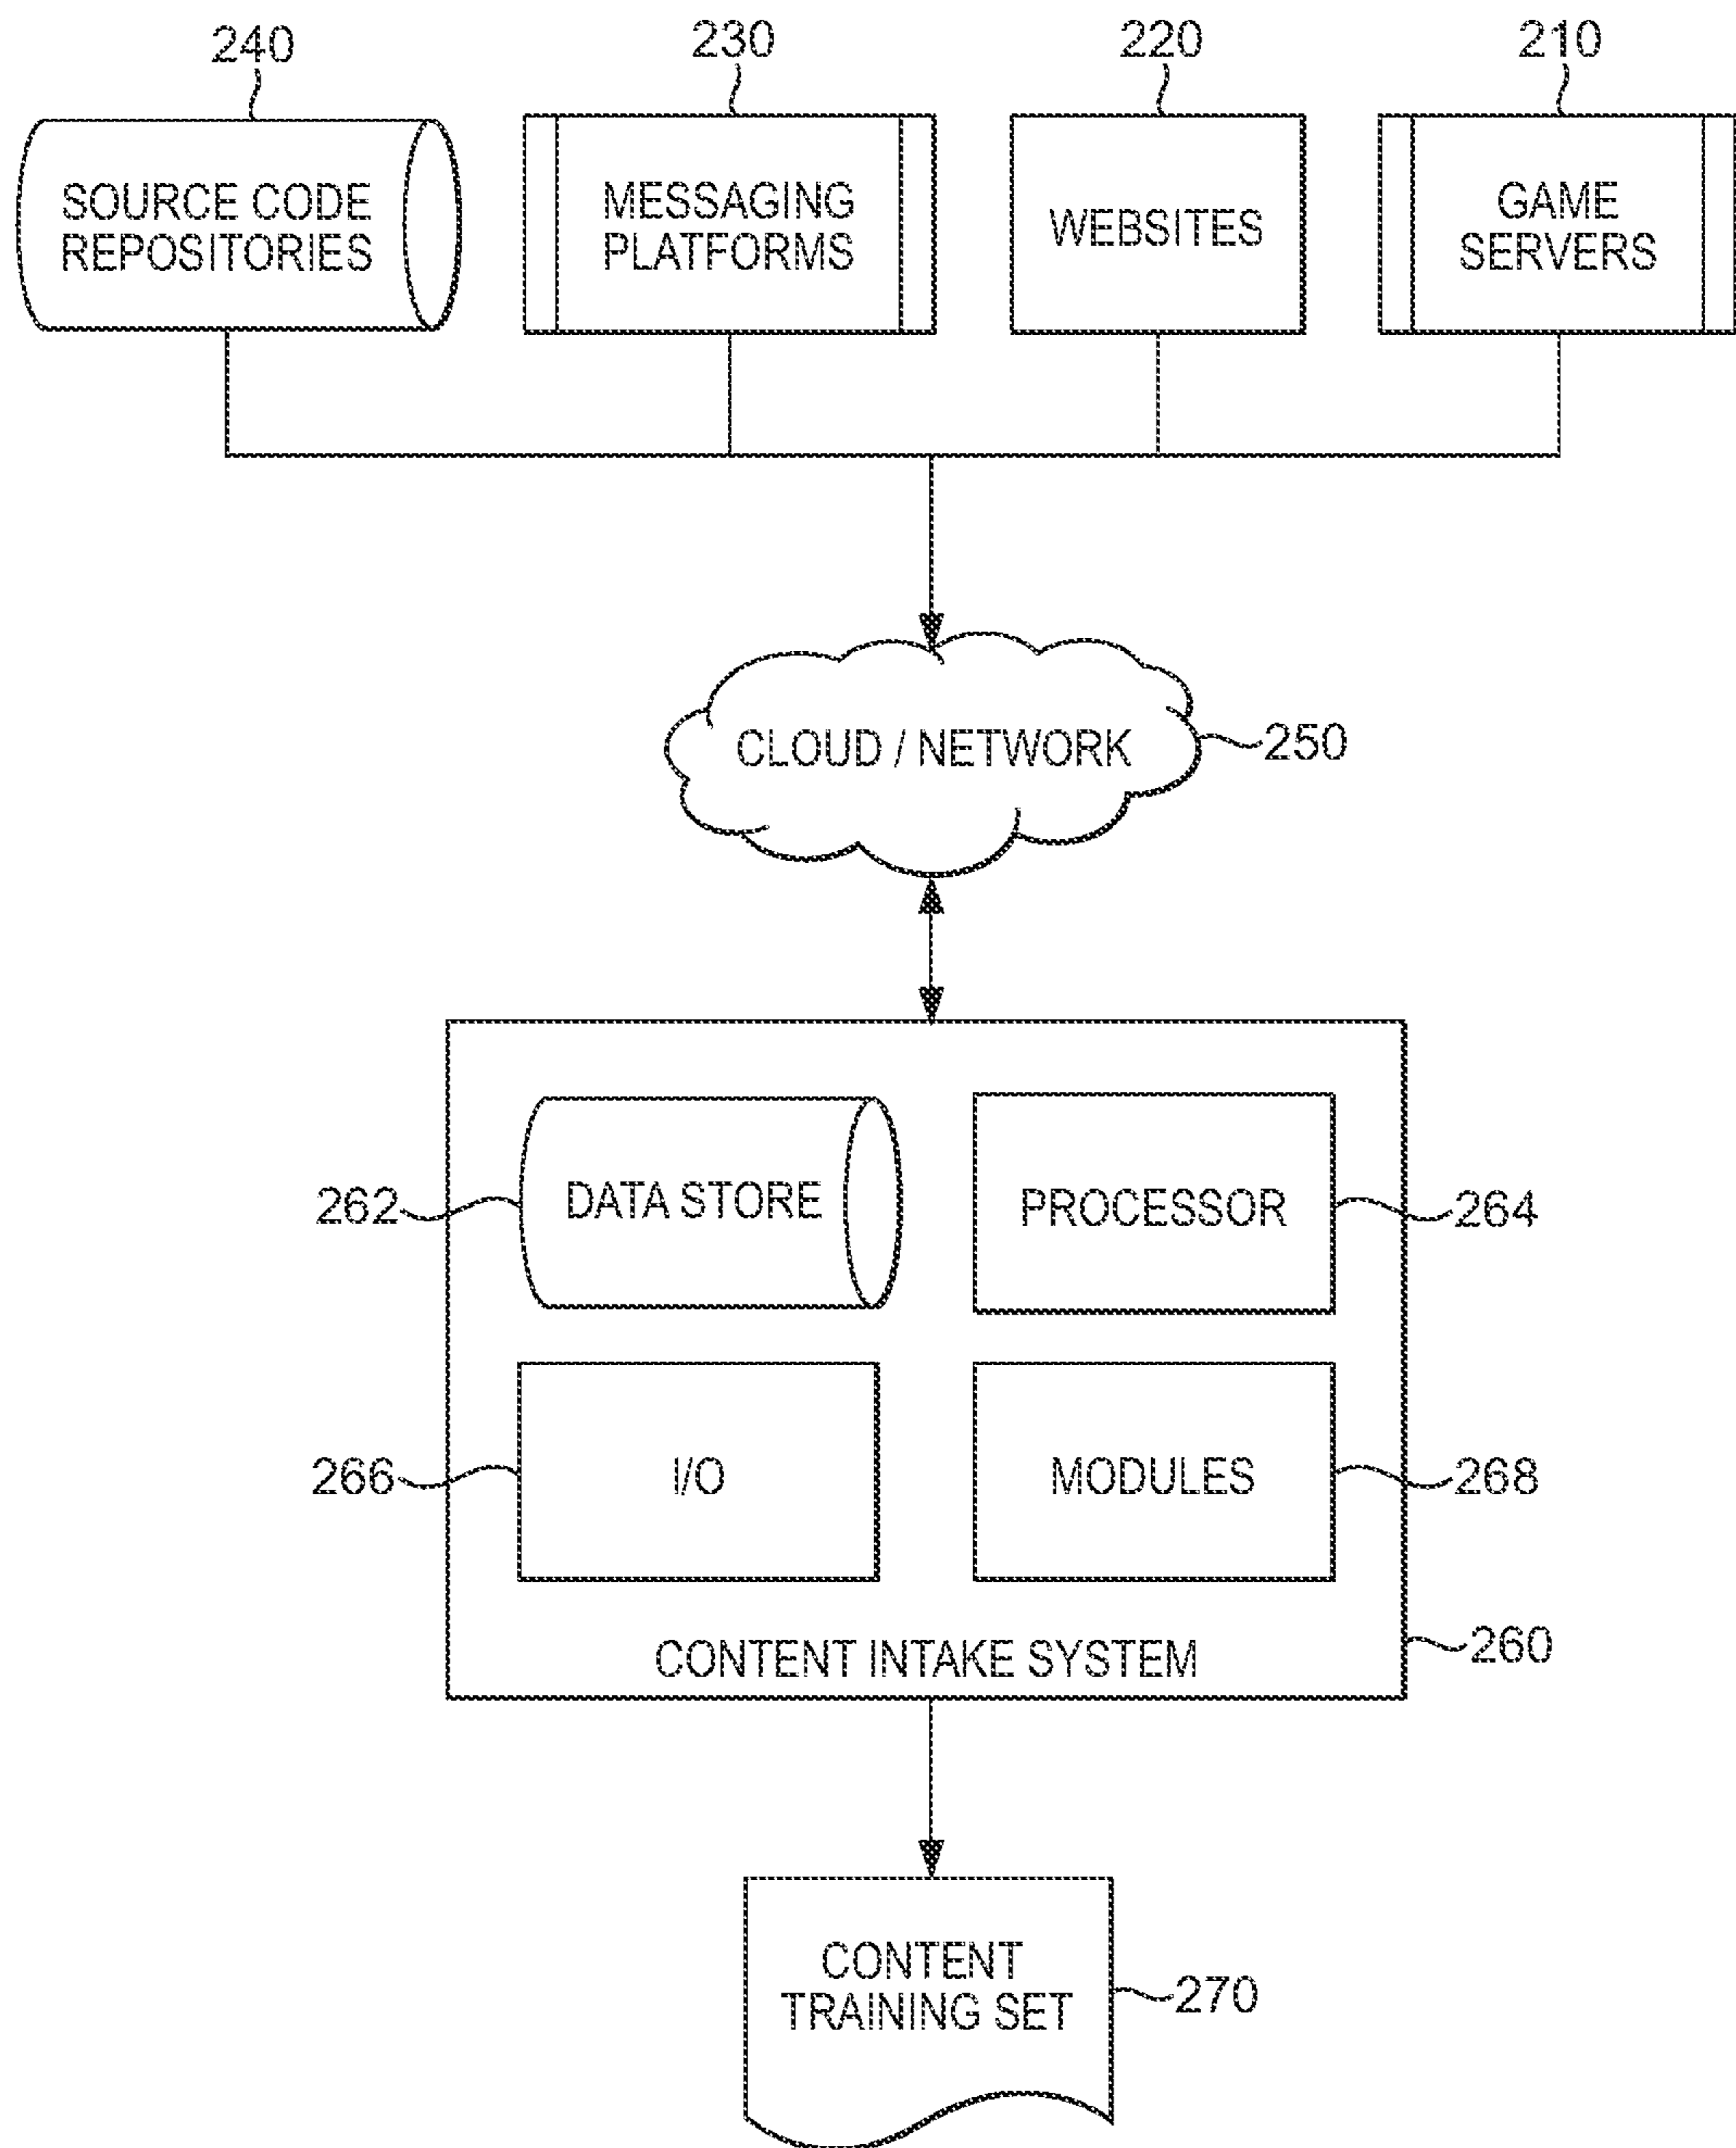 240
230
220
210
SOURCE CODE
REPOSITORIES
MESSAGING
PLATFORMS
WEBSITES
GAME
SERVERS
CLOUD / NETWORK
250
262
DATA STORE
PROCESSOR
264
266
I/O
MODULES
268
CONTENT INTAKE SYSTEM
260
CONTENT
TRAINING SET
270